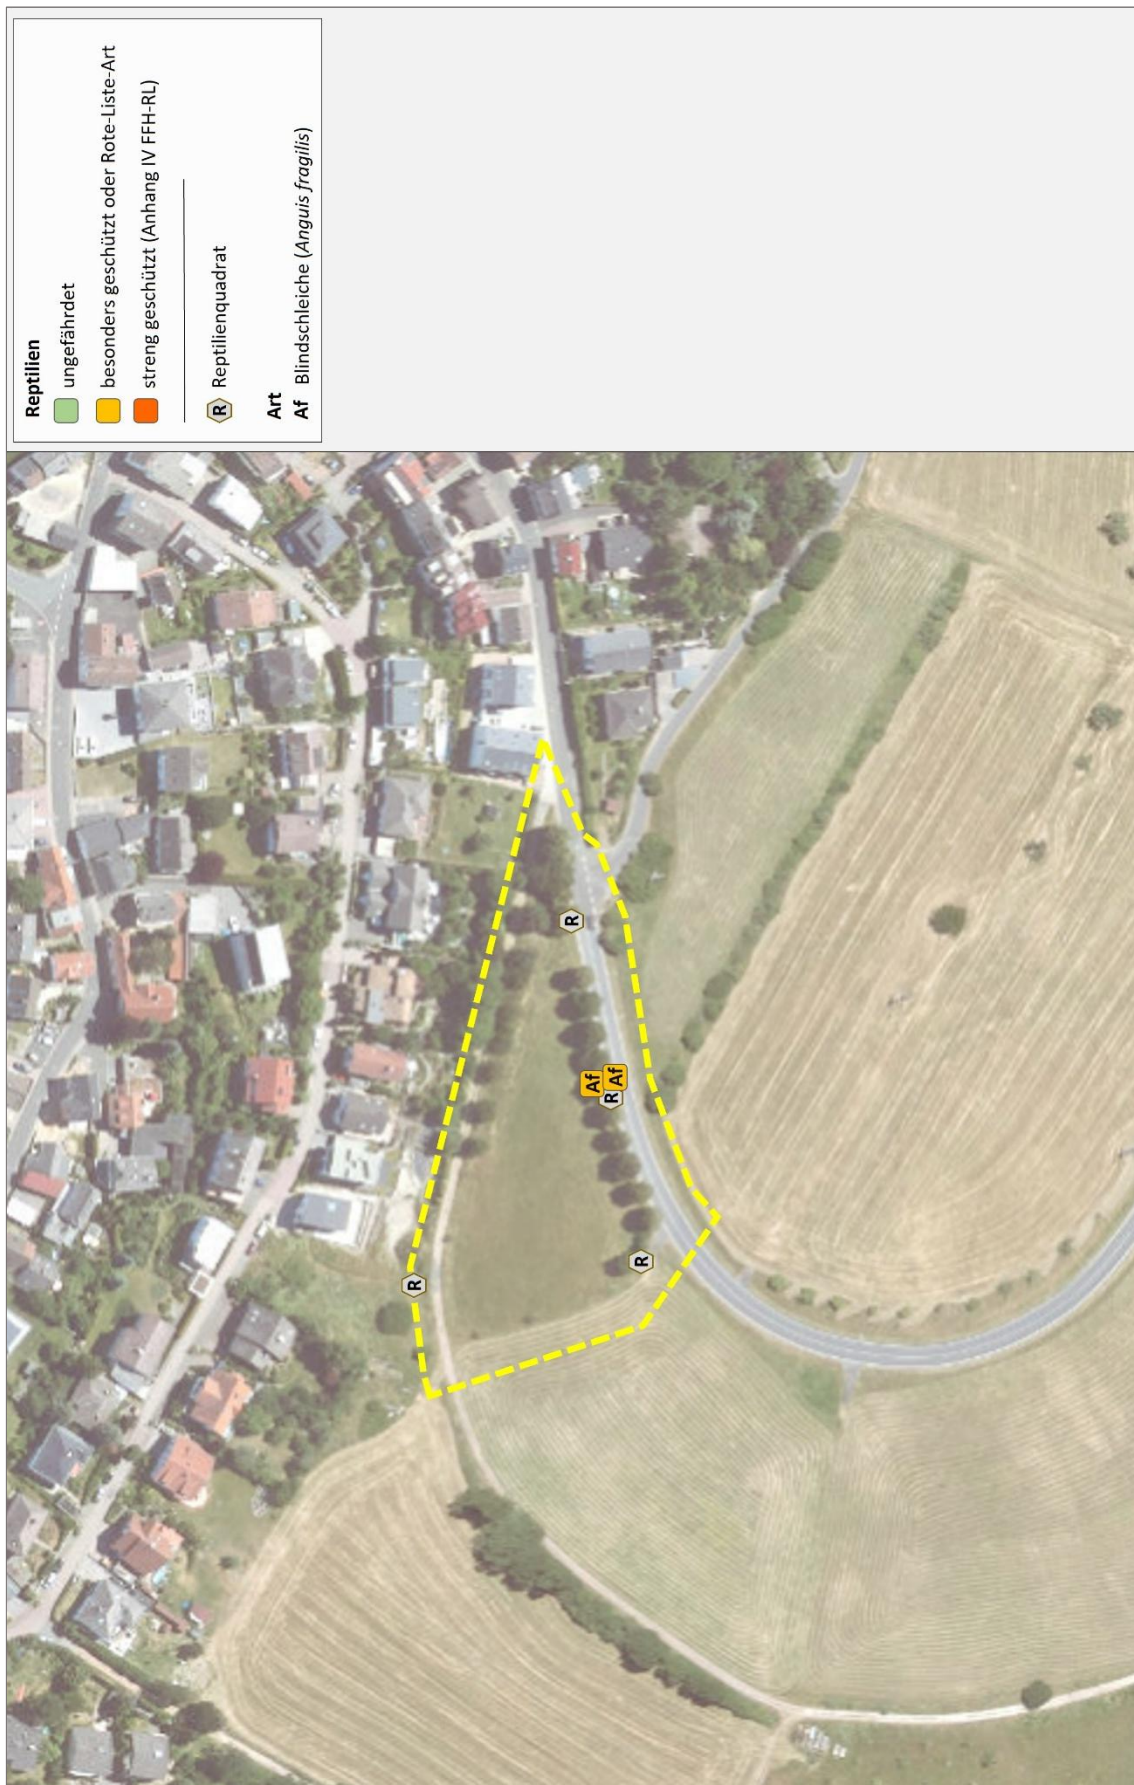 Reptilien
ungefährdet
besonders geschützt oder Rote-Liste-Art
streng geschützt (Anhang IV FFH-RL)
R Reptilienquadrat
Art
Af Blindschleiche (Anguis fragilis)
R
R
Af
Af
R
R